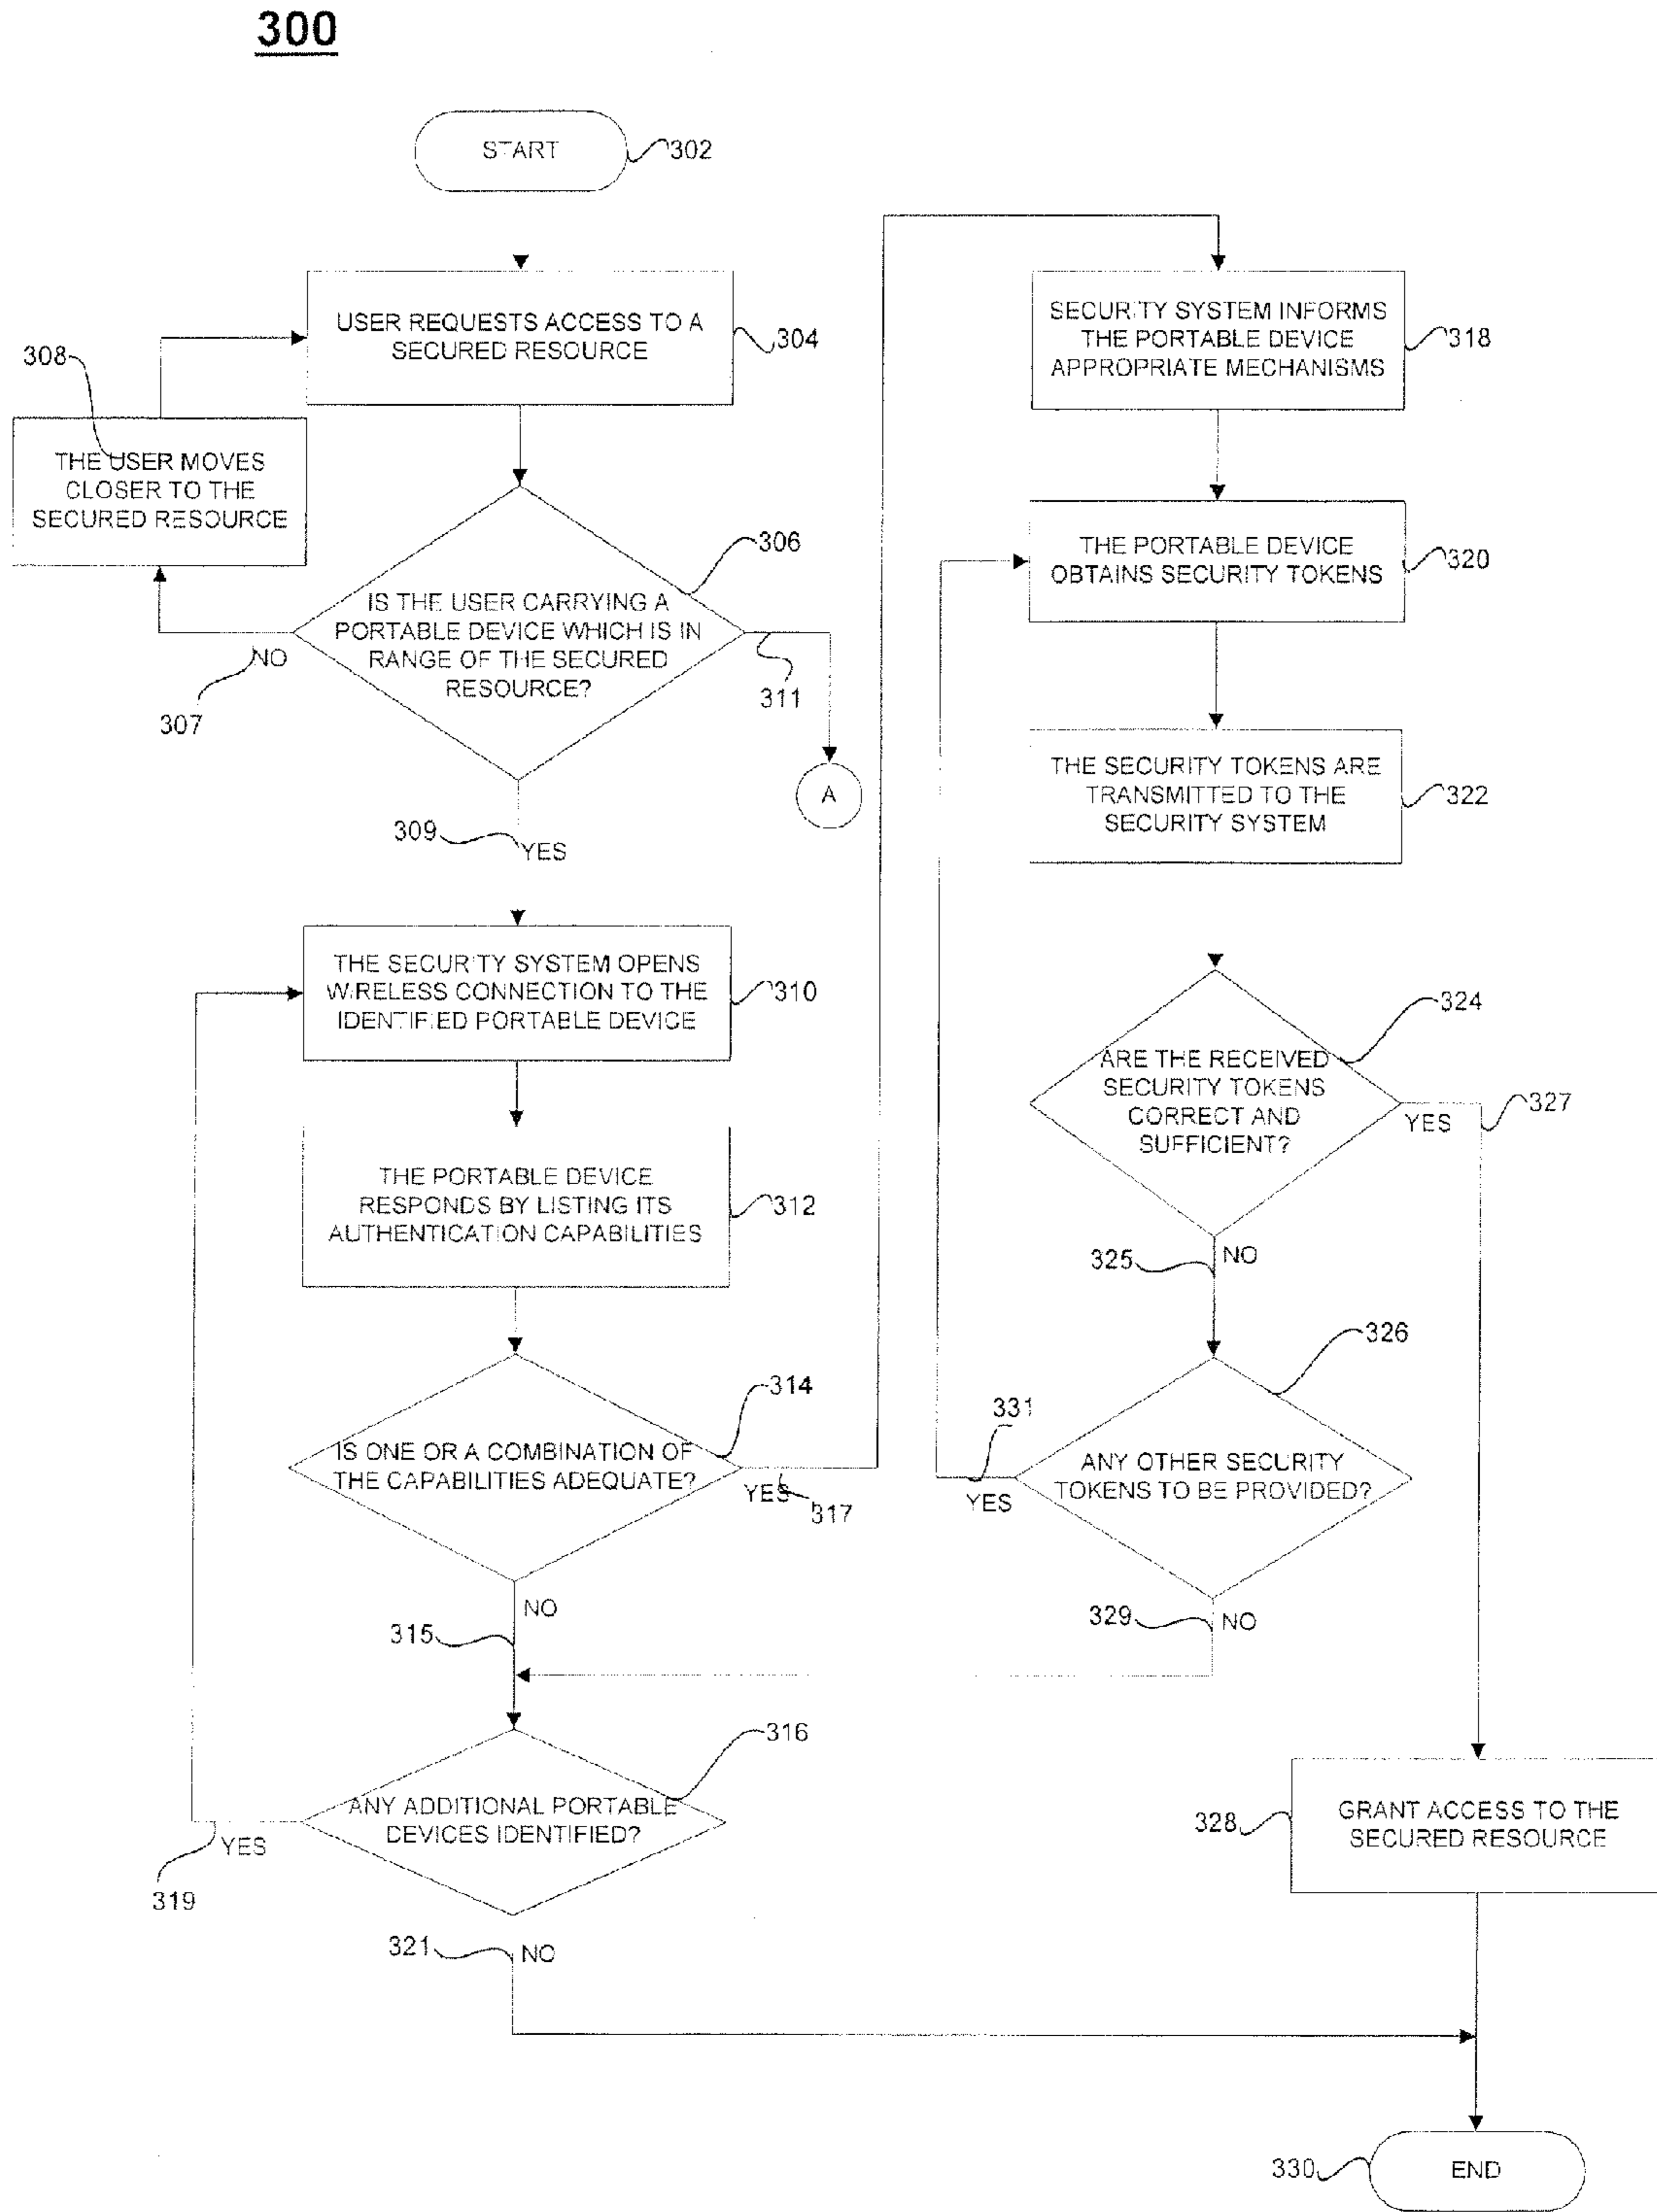 300
START
302
USER REQUESTS ACCESS TO A
SECURED RESOURCE
304
308
THE USER MOVES
CLOSER TO THE
SECURED RESOURCE
306
IS THE USER CARRYING A
PORTABLE DEVICE WHICH IS IN
RANGE OF THE SECURED
RESOURCE?
NO
307
311
A
309
YES
THE SECURITY SYSTEM OPENS
WIRELESS CONNECTION TO THE
IDENTIFIED PORTABLE DEVICE
310
THE PORTABLE DEVICE
RESPONDS BY LISTING ITS
AUTHENTICATION CAPABILITIES
312
314
IS ONE OR A COMBINATION OF
THE CAPABILITIES ADEQUATE?
YES
317
NO
315
316
ANY ADDITIONAL PORTABLE
DEVICES IDENTIFIED?
YES
319
321
NO
SECURITY SYSTEM INFORMS
THE PORTABLE DEVICE
APPROPRIATE MECHANISMS
318
THE PORTABLE DEVICE
OBTAINS SECURITY TOKENS
320
THE SECURITY TOKENS ARE
TRANSMITTED TO THE
SECURITY SYSTEM
322
324
ARE THE RECEIVED
SECURITY TOKENS
CORRECT AND
SUFFICIENT?
YES
327
NO
325
326
331
ANY OTHER SECURITY
TOKENS TO BE PROVIDED?
YES
329
NO
328
GRANT ACCESS TO THE
SECURED RESOURCE
330
END